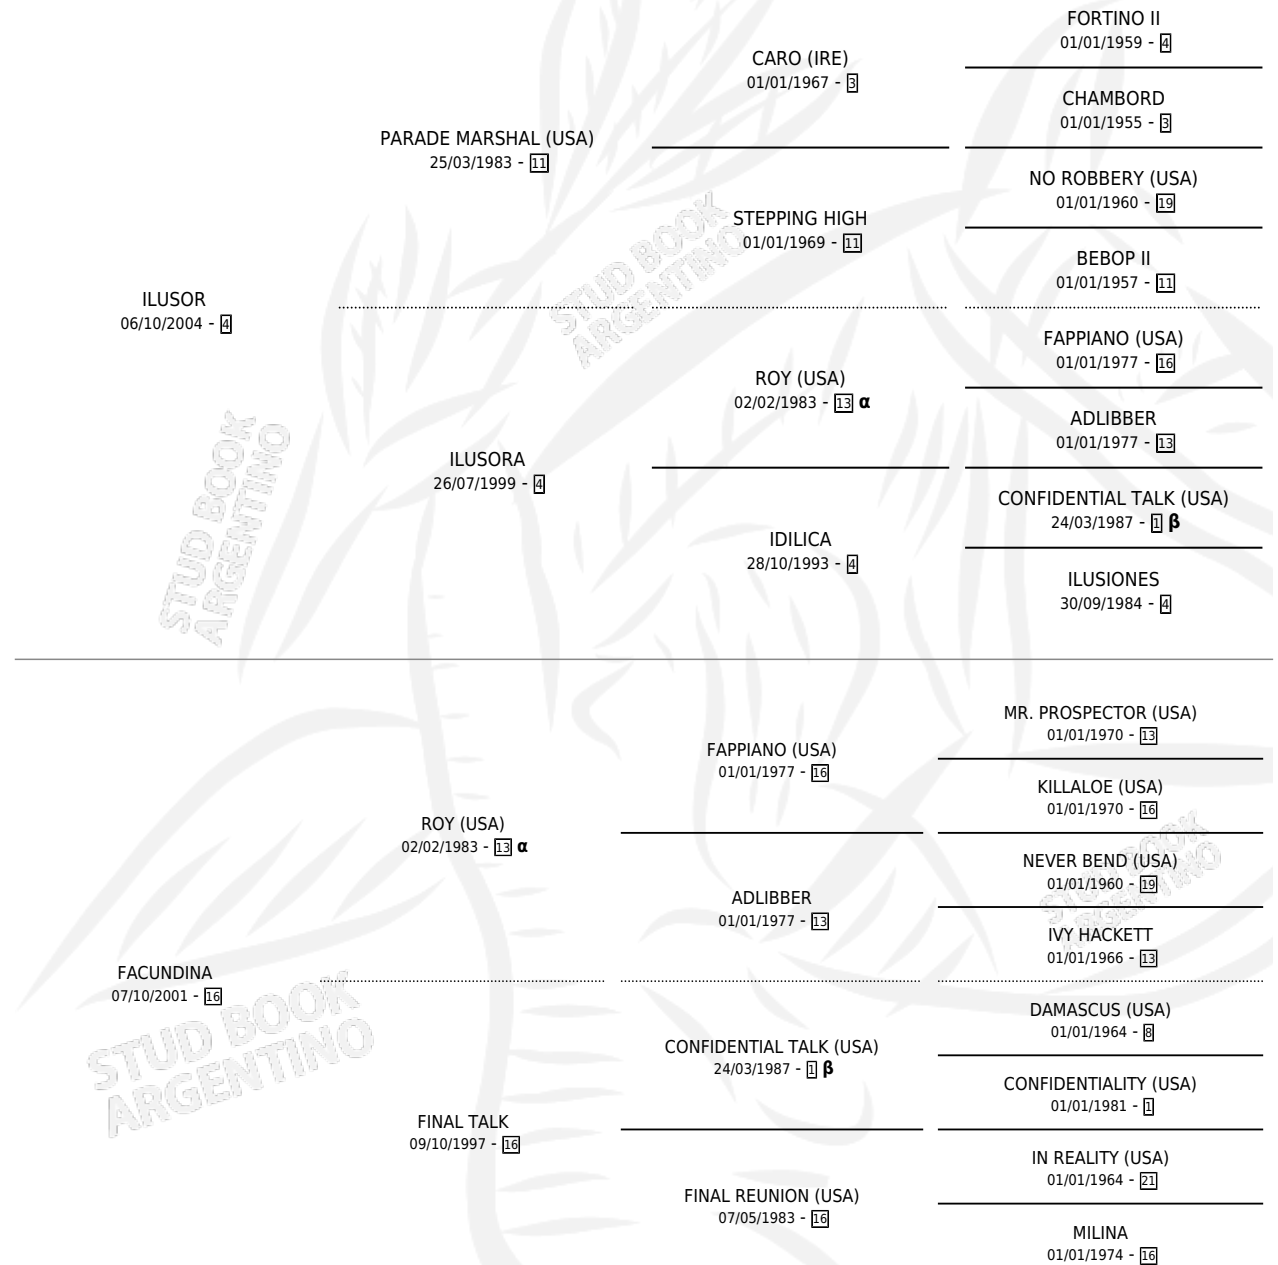 FORTINO II
01/01/1959 - 4
CARO (IRE)
01/01/1967 - 3
CHAMBORD
01/01/1955 - 3
PARADE MARSHAL (USA)
25/03/1983 - 11
NO ROBBERY (USA)
01/01/1960 - 19
STEPPING HIGH
01/01/1969 - 11
BEBOP II
01/01/1957 - 11
STUD BOOK
ARGENTINO
ILUSOR
06/10/2004 - 4
FAPPIANO (USA)
01/01/1977 - 16
ROY (USA)
02/02/1983 - 13 α
ADLIBBER
01/01/1977 - 13
ILUSORA
26/07/1999 - 4
CONFIDENTIAL TALK (USA)
24/03/1987 - 1 β
IDILICA
28/10/1993 - 4
ILUSIONES
30/09/1984 - 4
STUD BOOK
ARGENTINO
MR. PROSPECTOR (USA)
01/01/1970 - 13
FAPPIANO (USA)
01/01/1977 - 16
KILLALOE (USA)
01/01/1970 - 16
ROY (USA)
02/02/1983 - 13 α
NEVER BEND (USA)
01/01/1960 - 19
ADLIBBER
01/01/1977 - 13
IVY HACKETT
01/01/1966 - 13
STUD BOOK
ARGENTINO
FACUNDINA
07/10/2001 - 16
DAMASCUS (USA)
01/01/1964 - 8
CONFIDENTIAL TALK (USA)
24/03/1987 - 1 β
CONFIDENTIALITY (USA)
01/01/1981 - 1
FINAL TALK
09/10/1997 - 16
IN REALITY (USA)
01/01/1964 - 21
FINAL REUNION (USA)
07/05/1983 - 16
MILINA
01/01/1974 - 16
STUD BOOK
ARGENTINO